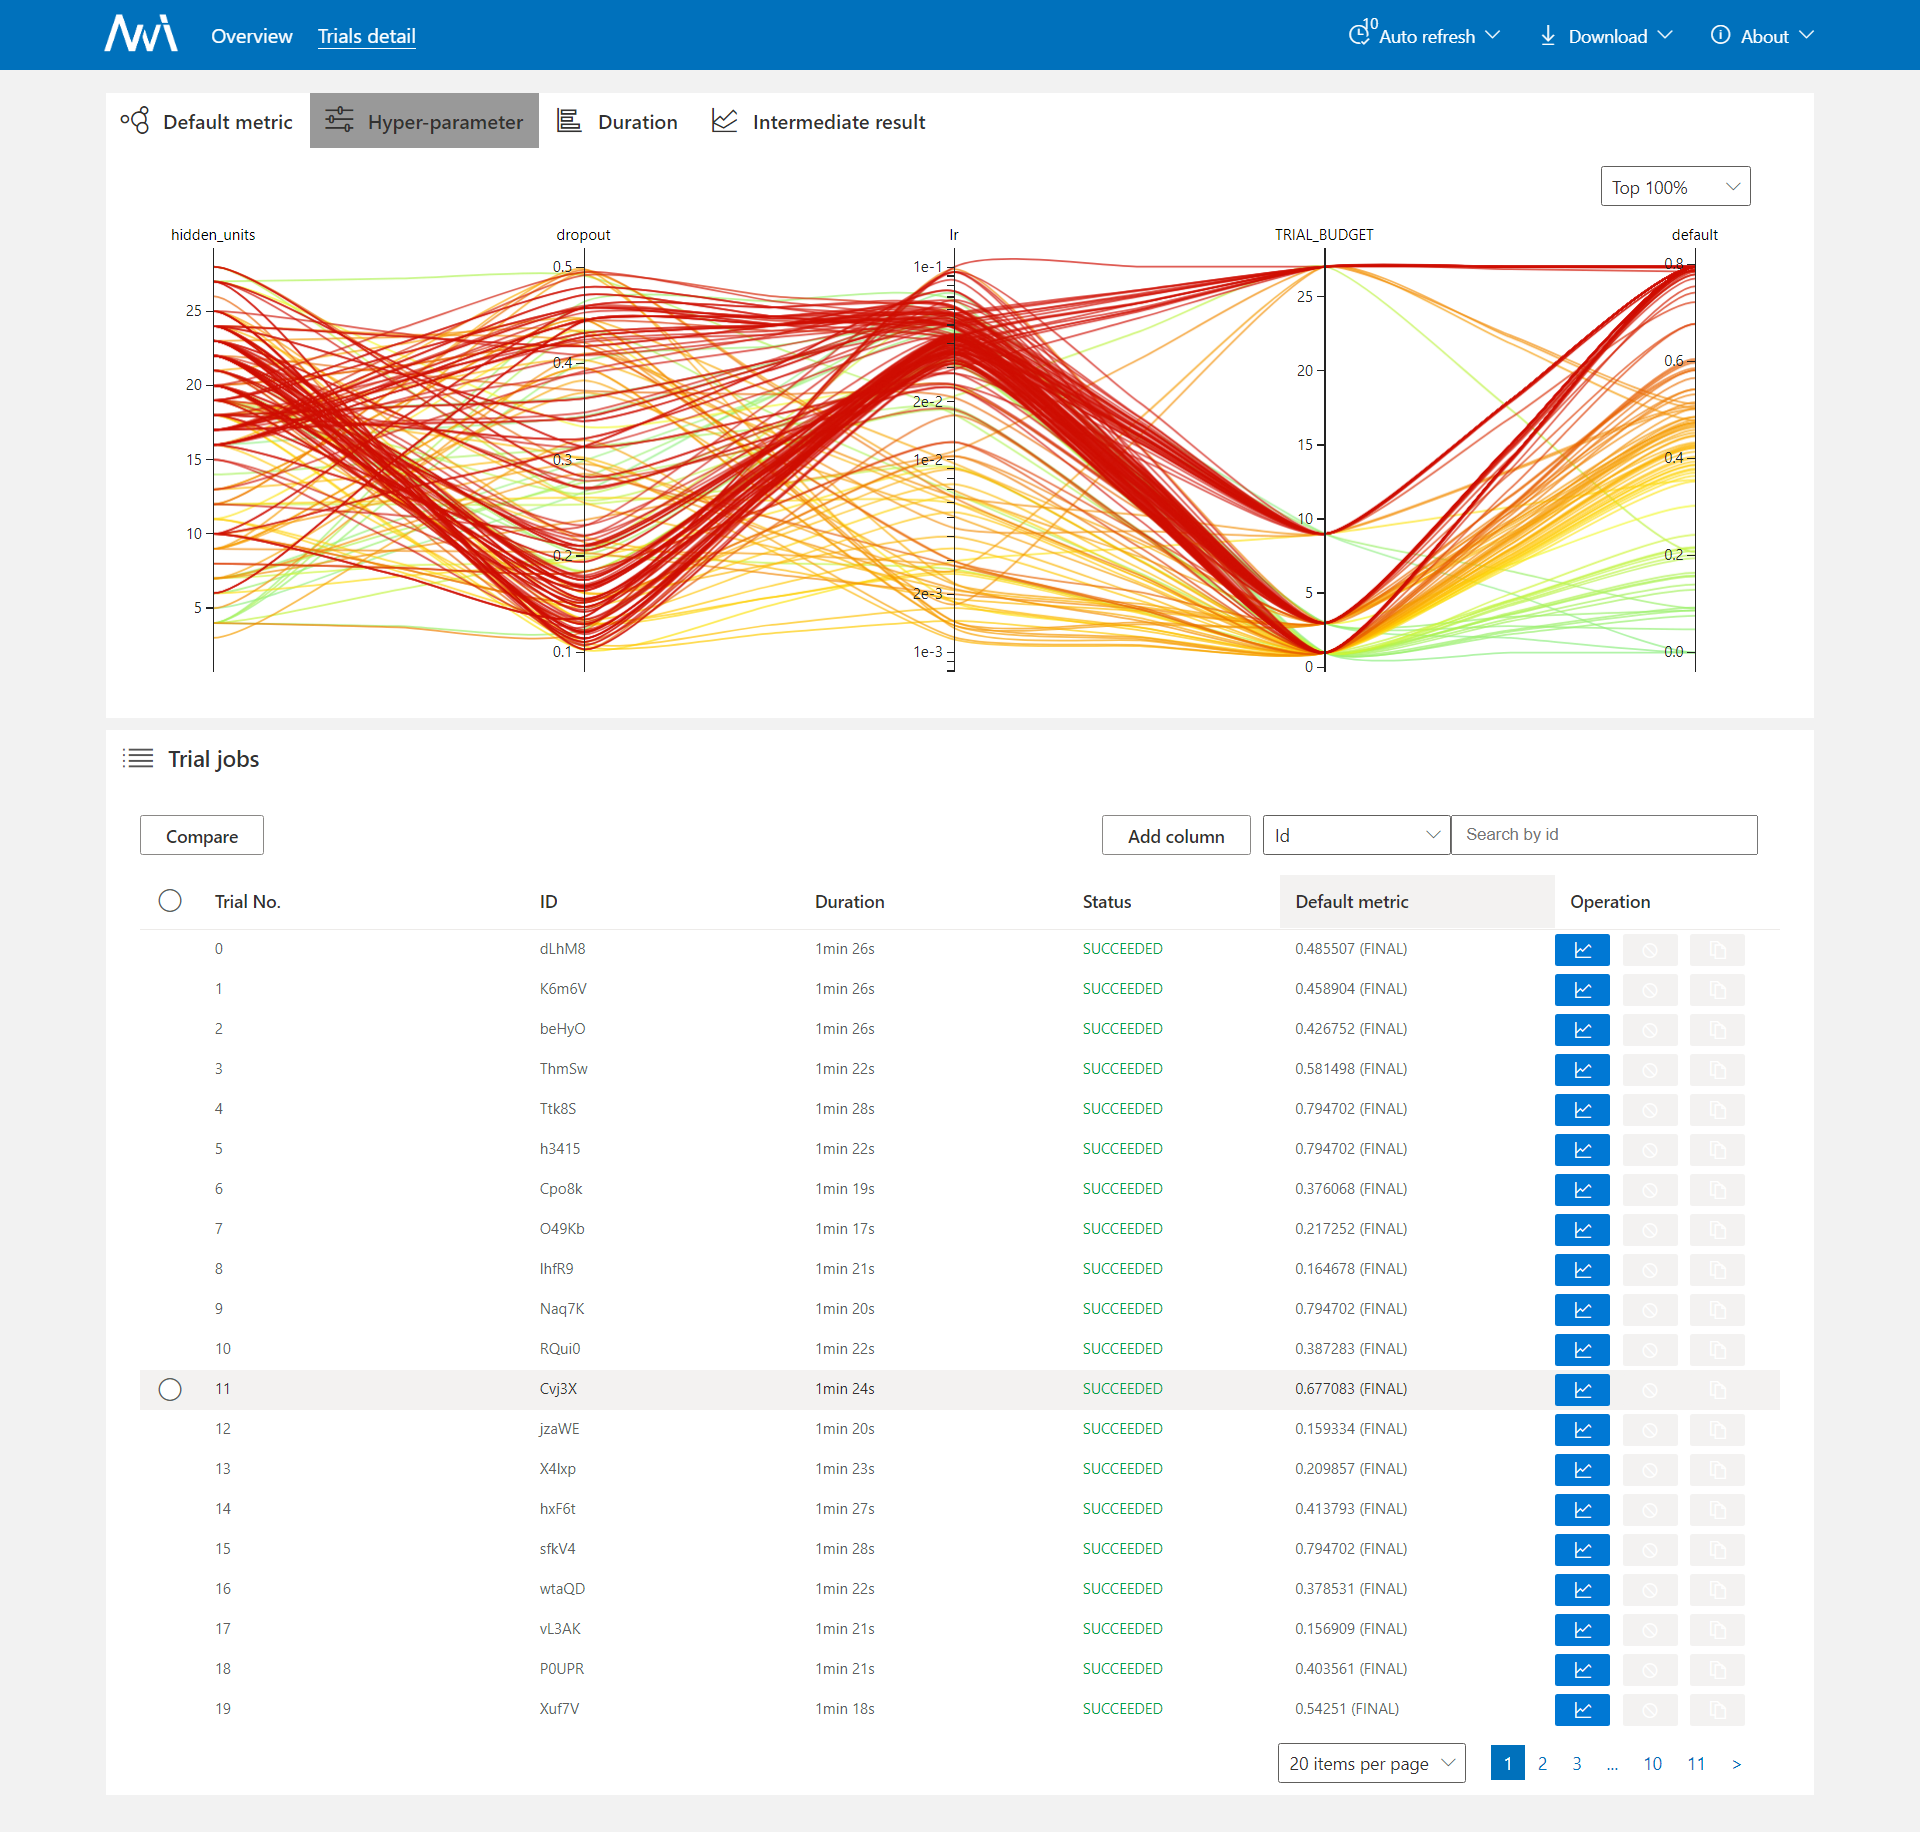 NNI Overview Trials detail 10 Auto refresh Download About
Default metric Hyper-parameter Duration Intermediate result
Top 100%
hidden_units dropout lr TRIAL_BUDGET default
25
20
15
10
5
0.5
0.4
0.3
0.2
0.1
1e-1
2e-2
1e-2
2e-3
1e-3
25
20
15
10
5
0
0.8
0.6
0.4
0.2
0.0
Trial jobs
Compare Add column Id Search by id
Trial No. ID Duration Status Default metric Operation
0 dLhM8 1min 26s SUCCEEDED 0.485507 (FINAL)
1 K6m6V 1min 26s SUCCEEDED 0.458904 (FINAL)
2 beHyO 1min 26s SUCCEEDED 0.426752 (FINAL)
3 ThmSw 1min 22s SUCCEEDED 0.581498 (FINAL)
4 Ttk8S 1min 28s SUCCEEDED 0.794702 (FINAL)
5 h3415 1min 22s SUCCEEDED 0.794702 (FINAL)
6 Cpo8k 1min 19s SUCCEEDED 0.376068 (FINAL)
7 O49Kb 1min 17s SUCCEEDED 0.217252 (FINAL)
8 IhfR9 1min 21s SUCCEEDED 0.164678 (FINAL)
9 Naq7K 1min 20s SUCCEEDED 0.794702 (FINAL)
10 RQui0 1min 22s SUCCEEDED 0.387283 (FINAL)
11 Cvj3X 1min 24s SUCCEEDED 0.677083 (FINAL)
12 jzaWE 1min 20s SUCCEEDED 0.159334 (FINAL)
13 X4lxp 1min 23s SUCCEEDED 0.209857 (FINAL)
14 hxF6t 1min 27s SUCCEEDED 0.413793 (FINAL)
15 sfkV4 1min 28s SUCCEEDED 0.794702 (FINAL)
16 wtaQD 1min 22s SUCCEEDED 0.378531 (FINAL)
17 vL3AK 1min 21s SUCCEEDED 0.156909 (FINAL)
18 P0UPR 1min 21s SUCCEEDED 0.403561 (FINAL)
19 Xuf7V 1min 18s SUCCEEDED 0.54251 (FINAL)
20 items per page 1 2 3 ... 10 11 >